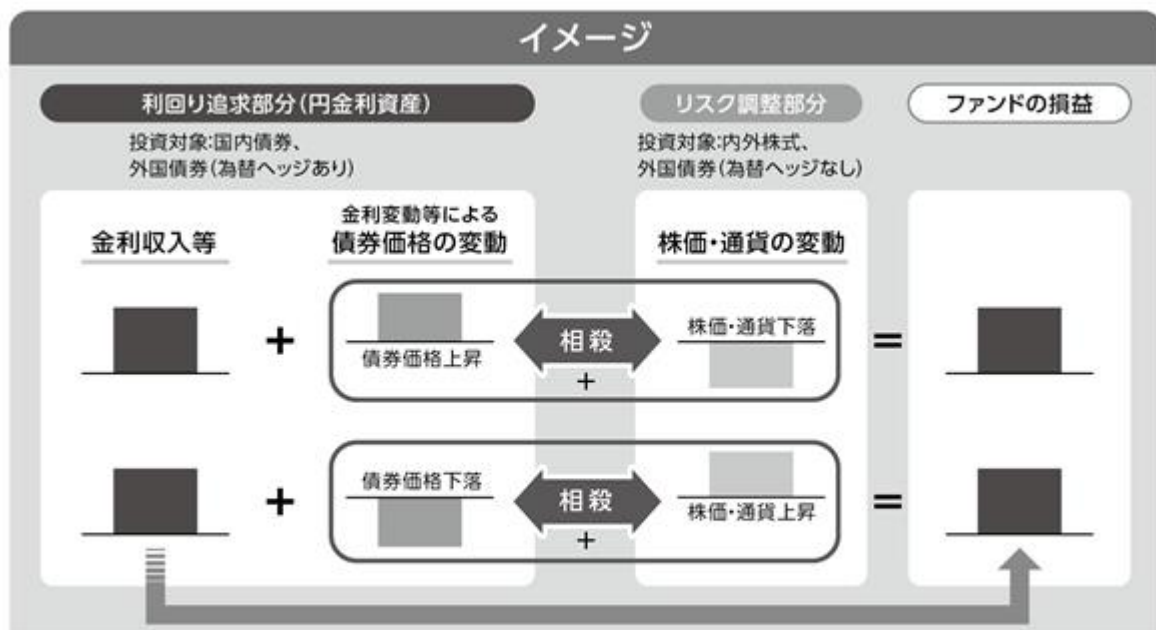 イメージ
利回り追求部分(円金利資産)
投資対象:国内債券、
外国債券(為替ヘッジあり)
リスク調整部分
投資対象:内外株式、
外国債券(為替ヘッジなし)
ファンドの損益
金利収入等
金利変動等による
債券価格の変動
株価・通貨の変動
+
債券価格上昇
相殺
+
株価・通貨下落
=
+
債券価格下落
相殺
+
株価・通貨上昇
=